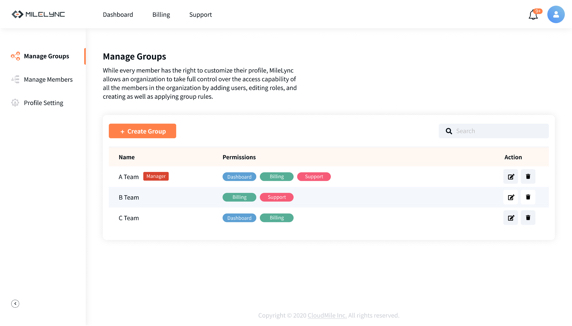 MILELYNC
Dashboard
Billing
Support
Manage Groups
Manage Members
Profile Setting
Manage Groups
While every member has the right to customize their profile, MileLync
allows an organization to take full control over the access capability of
all the members in the organization by adding users, editing roles, and
creating as well as applying group rules.
+ Create Group
Search
Name Permissions Action
A Team Manager Dashboard Billing Support
B Team Billing Support
C Team Dashboard Billing
Copyright © 2020 CloudMile Inc. All rights reserved.